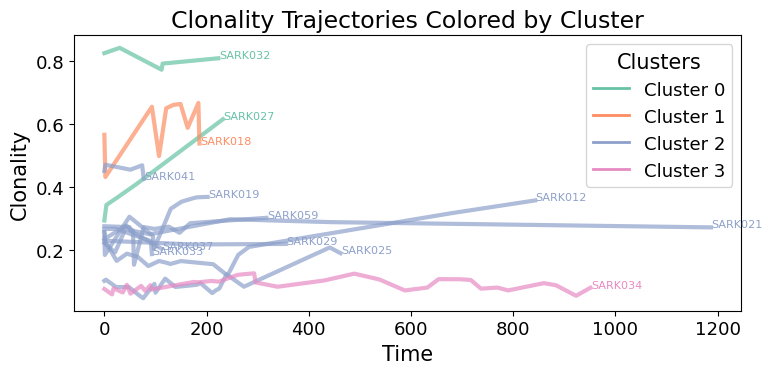 Clonality Trajectories Colored by Cluster
Clonality
0.8
0.6
0.4
0.2
SARK032
SARK027
SARK018
SARK041
SARK019
SARK059
SARK012
SARK021
SARK037
SARK029
SARK033
SARK025
SARK034
Clusters
Cluster 0
Cluster 1
Cluster 2
Cluster 3
0 200 400 600 800 1000 1200
Time